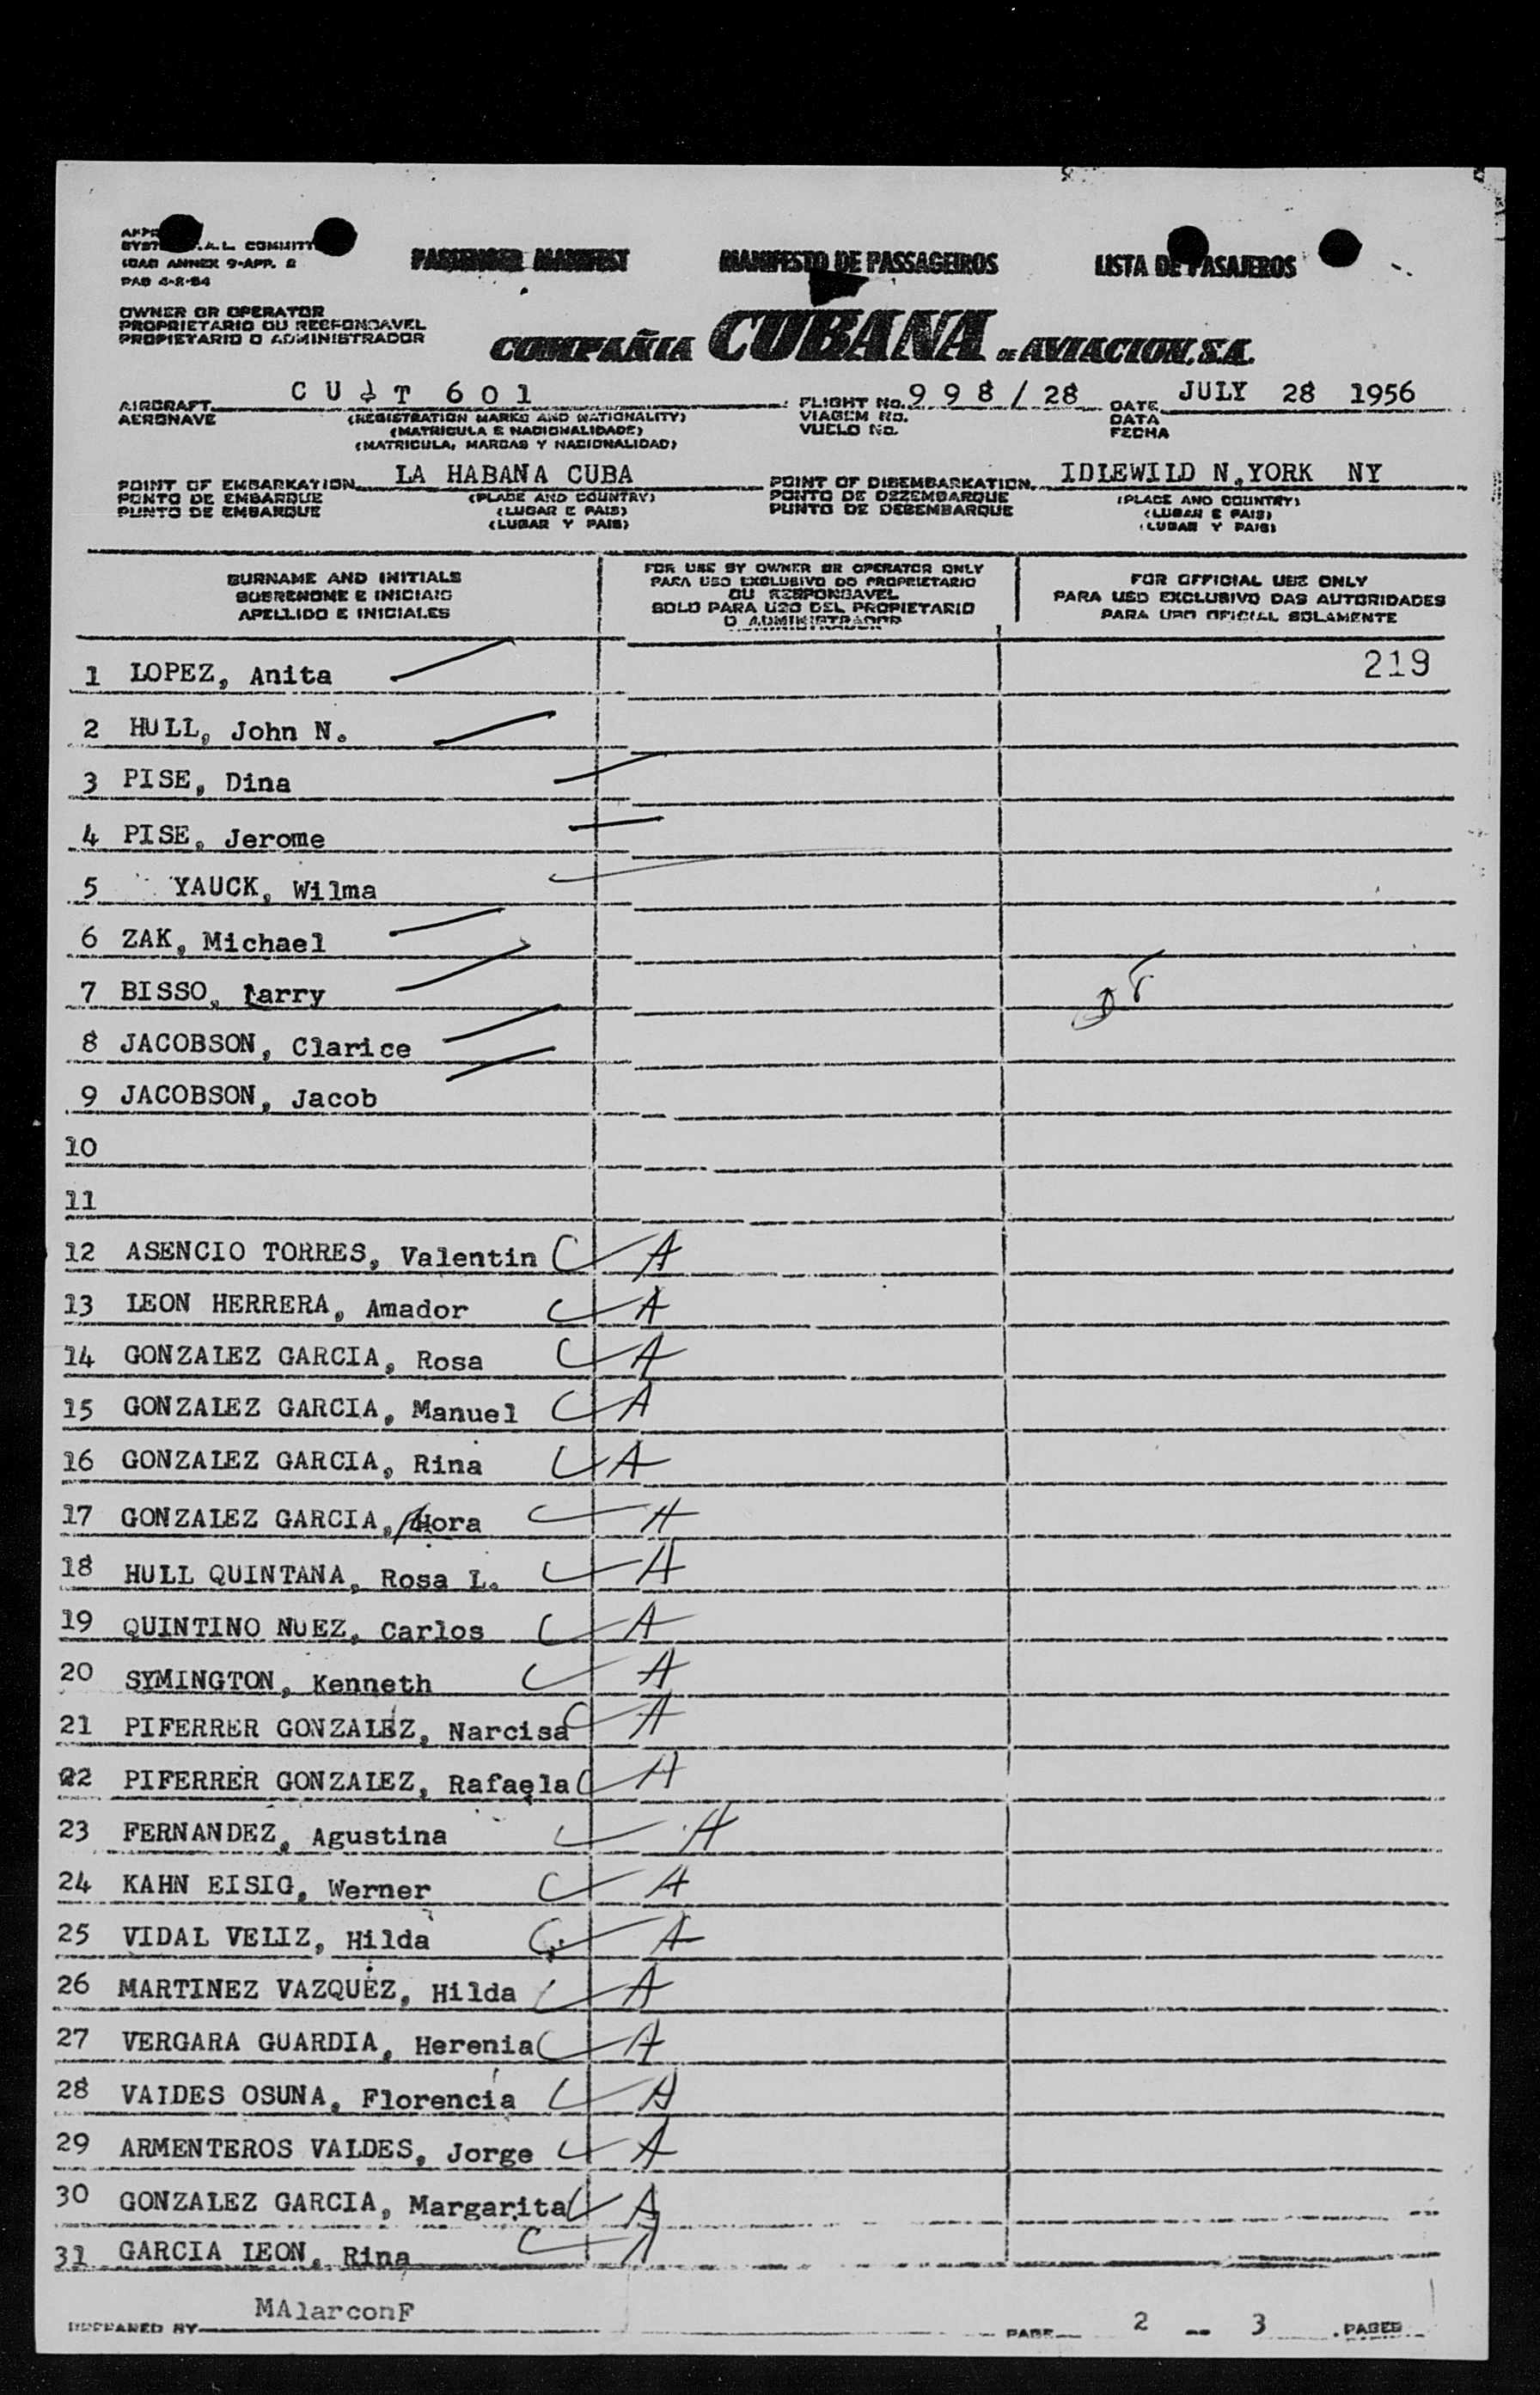 COMMITT
ICAO ANNEX 9-APP. 2
PAS 4-2-54
PASSENGER MANIFEST MANIFESTO DE PASSAGEIROS LISTA DE PASAJEROS
OWNER OR OPERATOR
PROPRIETARIO OU RESPONSAVEL
PROPIETARIO O ADMINISTRADOR
COMPAÑIA CUBANA DE AVIACION, S.A.
AIRCRAFT CU-T 601 FLIGHT No. 998/28 DATE JULY 28 1956
AERONAVE (REGISTRATION MARKS AND NATIONALITY) VIAGEM No. DATA
(MATRICULA E NACIONALIDADE) VUELO No. FECHA
(MATRICULA, MARCAS Y NACIONALIDAD)
POINT OF EMBARKATION LA HABANA CUBA POINT OF DISEMBARKATION IDLEWILD N.YORK NY
PONTO DE EMBARQUE (PLACE AND COUNTRY) PONTO DE DEZEMBARQUE (PLACE AND COUNTRY)
PUNTO DE EMBARQUE (LUGAR E PAIS) PUNTO DE DESEMBARQUE (LUGAR E PAIS)
(LUGAR Y PAIS) (LUGAR Y PAIS)
SURNAME AND INITIALS
SOBRENOME E INICIAIS
APELLIDO E INICIALES
FOR USE BY OWNER OR OPERATOR ONLY
PARA USO EXCLUSIVO DO PROPRIETARIO
OU RESPONSAVEL
SOLO PARA USO DEL PROPIETARIO
O ADMINISTRADOR
FOR OFFICIAL USE ONLY
PARA USO EXCLUSIVO DAS AUTORIDADES
PARA USO OFICIAL SOLAMENTE
1 LOPEZ, Anita 219
2 HULL, John N.
3 PISE, Dina
4 PISE, Jerome
5 YAUCK, Wilma
6 ZAK, Michael
7 BISSO, Larry
8 JACOBSON, Clarice
9 JACOBSON, Jacob
10
11
12 ASENCIO TORRES, Valentin A
13 LEON HERRERA, Amador A
14 GONZALEZ GARCIA, Rosa A
15 GONZALEZ GARCIA, Manuel A
16 GONZALEZ GARCIA, Rina A
17 GONZALEZ GARCIA, A
18 HULL QUINTANA, Rosa L. A
19 QUINTINO NUEZ, Carlos A
20 SYMINGTON, Kenneth A
21 PIFERRER GONZALEZ, Narcisa A
22 PIFERRER GONZALEZ, Rafaela A
23 FERNANDEZ, Agustina A
24 KAHN EISIG, Werner A
25 VIDAL VELIZ, Hilda A
26 MARTINEZ VAZQUEZ, Hilda A
27 VERGARA GUARDIA, Herenia A
28 VALDES OSUNA, Florencia A
29 ARMENTEROS VALDES, Jorge A
30 GONZALEZ GARCIA, Margarita A
31 GARCIA LEON, Rina A
PREPARED BY MAlarconF PAGE 2 -- 3 PAGES